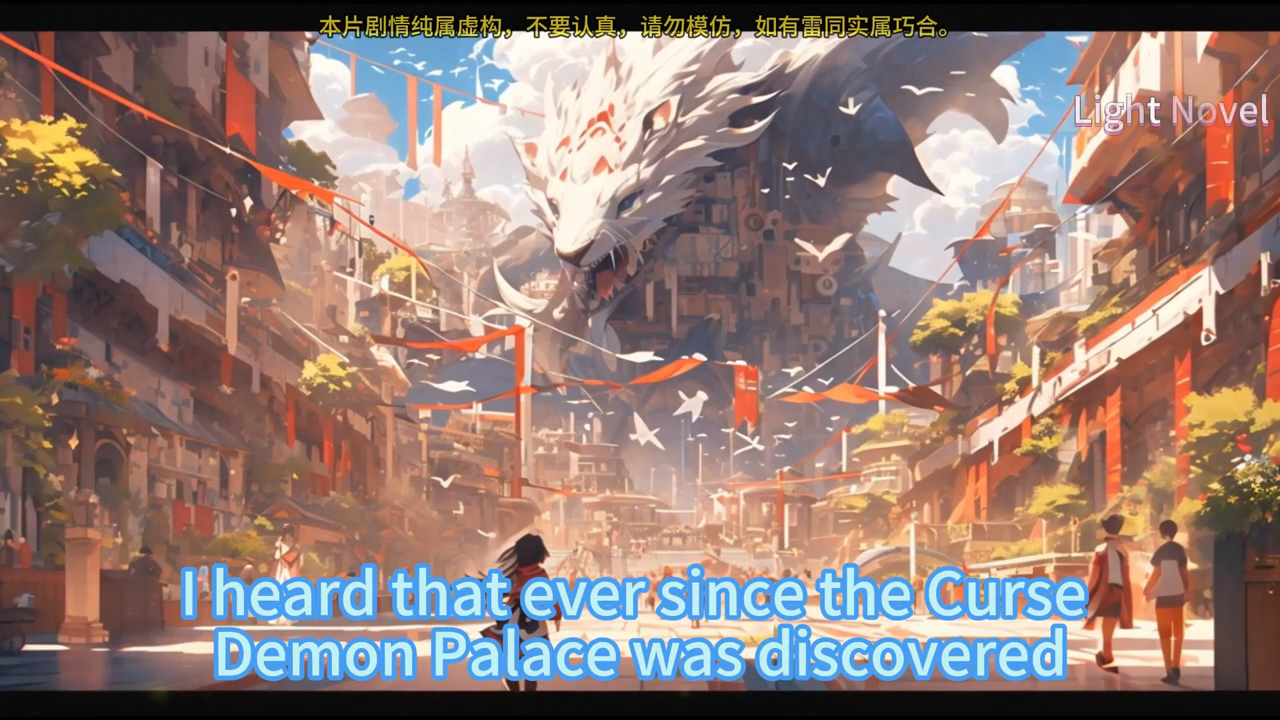 本片剧情纯属虚构，不要认真，请勿模仿，如有雷同实属巧合。
Light Novel
I heard that ever since the Curse
Demon Palace was discovered